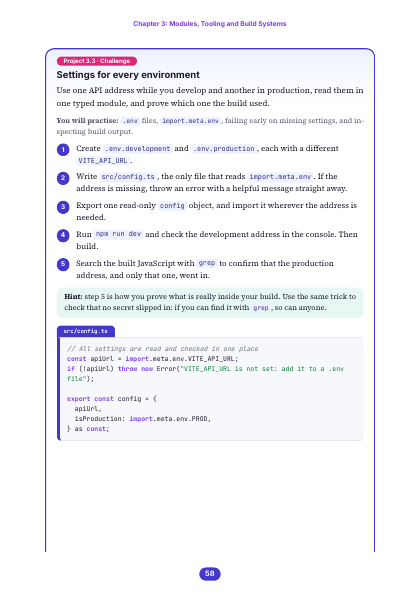 Chapter 3: Modules, Tooling and Build Systems
Project 3.3 · Challenge
Settings for every environment
Use one API address while you develop and another in production, read them in
one typed module, and prove which one the build used.
You will practise: .env files, import.meta.env, failing early on missing settings, and in-
specting build output.
1 Create .env.development and .env.production, each with a different
VITE_API_URL.
2 Write src/config.ts, the only file that reads import.meta.env. If the
address is missing, throw an error with a helpful message straight away.
3 Export one read-only config object, and import it wherever the address is
needed.
4 Run npm run dev and check the development address in the console. Then
build.
5 Search the built JavaScript with grep to confirm that the production
address, and only that one, went in.
Hint: step 5 is how you prove what is really inside your build. Use the same trick to
check that no secret slipped in: if you can find it with grep, so can anyone.
src/config.ts
// All settings are read and checked in one place
const apiUrl = import.meta.env.VITE_API_URL;
if (!apiUrl) throw new Error("VITE_API_URL is not set: add it to a .env
file");
export const config = {
  apiUrl,
  isProduction: import.meta.env.PROD,
} as const;
58